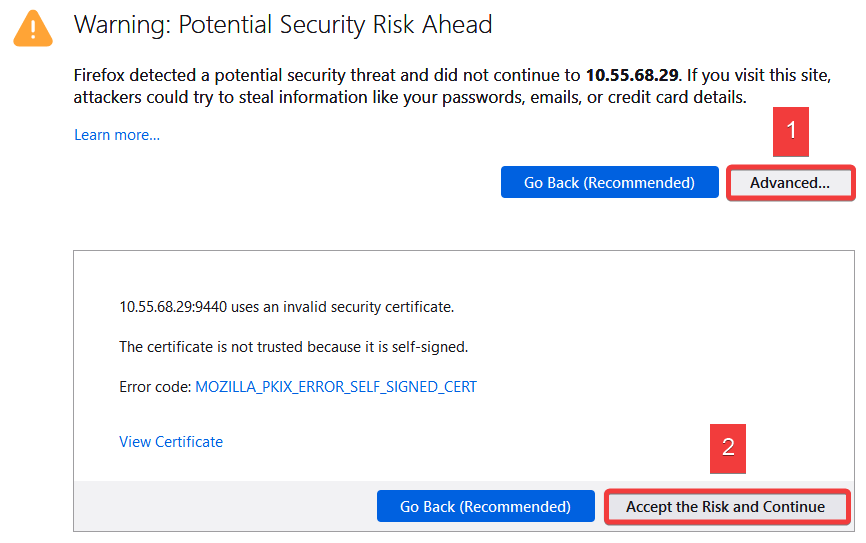 Warning: Potential Security Risk Ahead
Firefox detected a potential security threat and did not continue to 10.55.68.29. If you visit this site,
attackers could try to steal information like your passwords, emails, or credit card details.
Learn more...
1
Go Back (Recommended)
Advanced...
10.55.68.29:9440 uses an invalid security certificate.
The certificate is not trusted because it is self-signed.
Error code: MOZILLA_PKIX_ERROR_SELF_SIGNED_CERT
View Certificate
2
Go Back (Recommended)
Accept the Risk and Continue